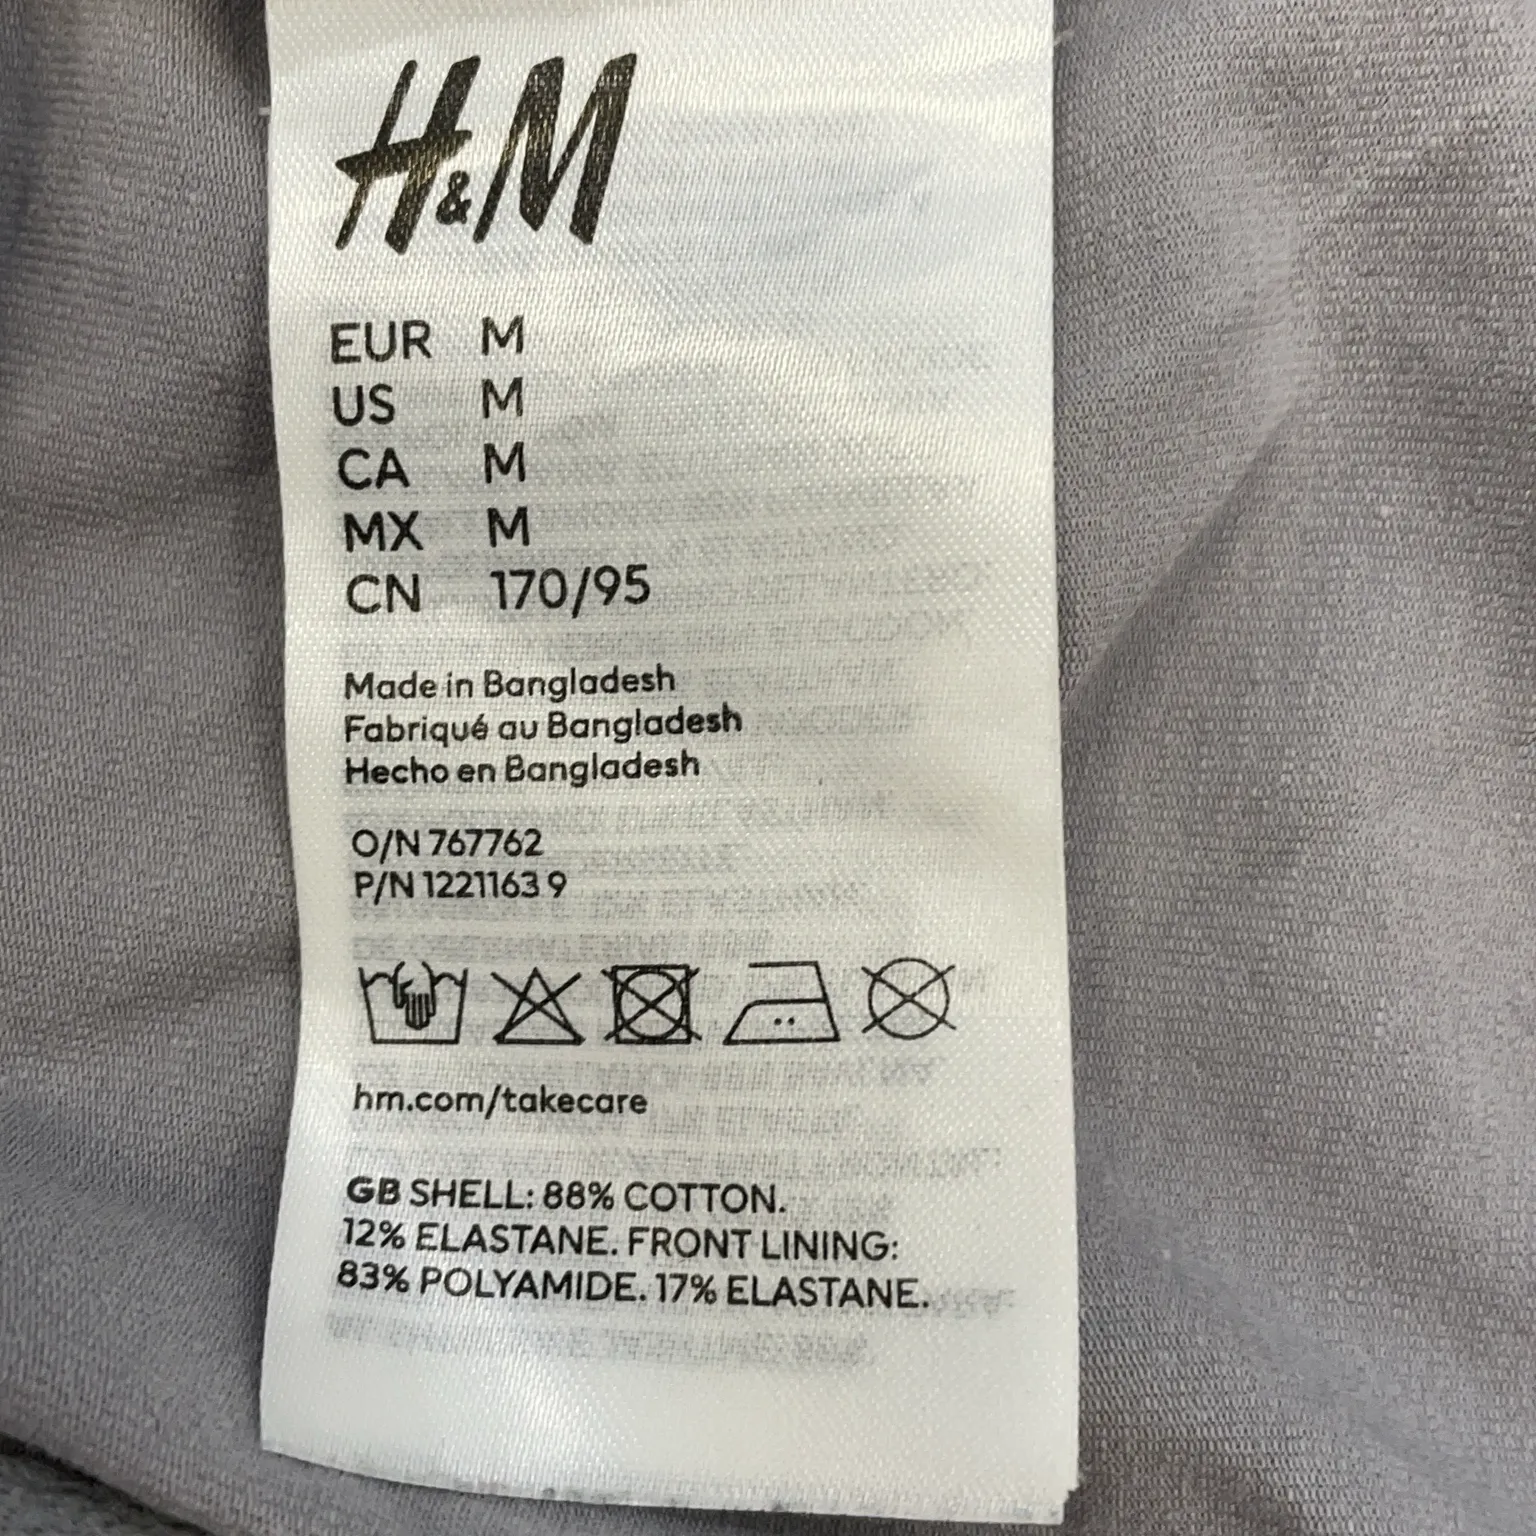 H&M
EUR M
US M
CA M
MX M
CN 170/95
Made in Bangladesh
Fabriqué au Bangladesh
Hecho en Bangladesh
O/N 767762
P/N 1221163 9
hm.com/takecare
GB SHELL: 88% COTTON.
12% ELASTANE. FRONT LINING:
83% POLYAMIDE. 17% ELASTANE.